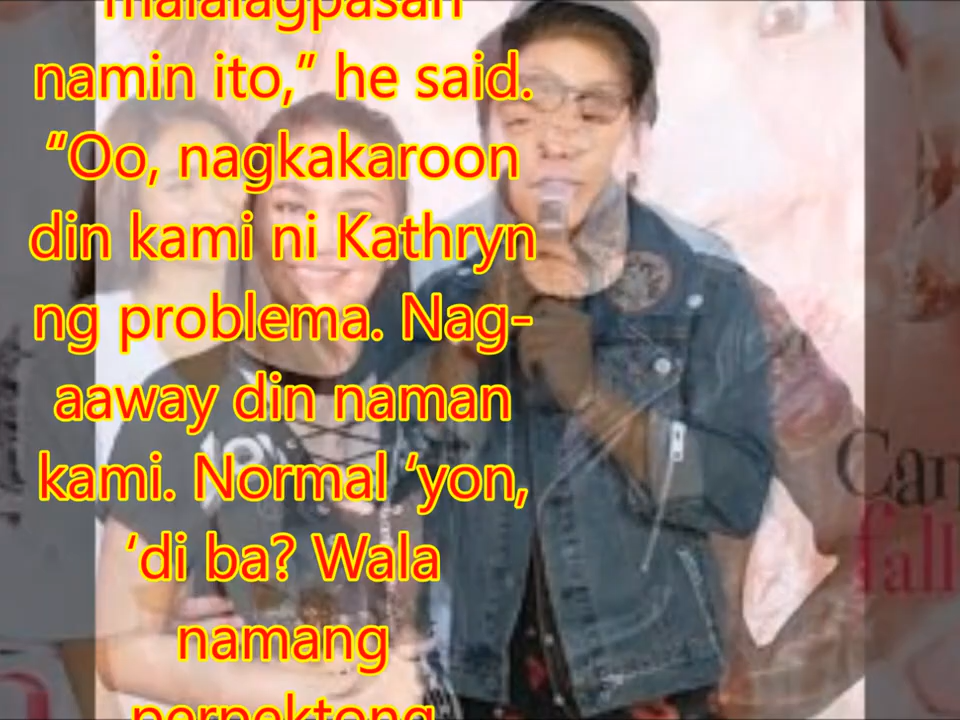 malalagpasan
namin ito,” he said.
“Oo, nagkakaroon
din kami ni Kathryn
ng problema. Nag-
aaway din naman
kami. Normal ‘yon,
‘di ba? Wala
namang
perpektong
fall